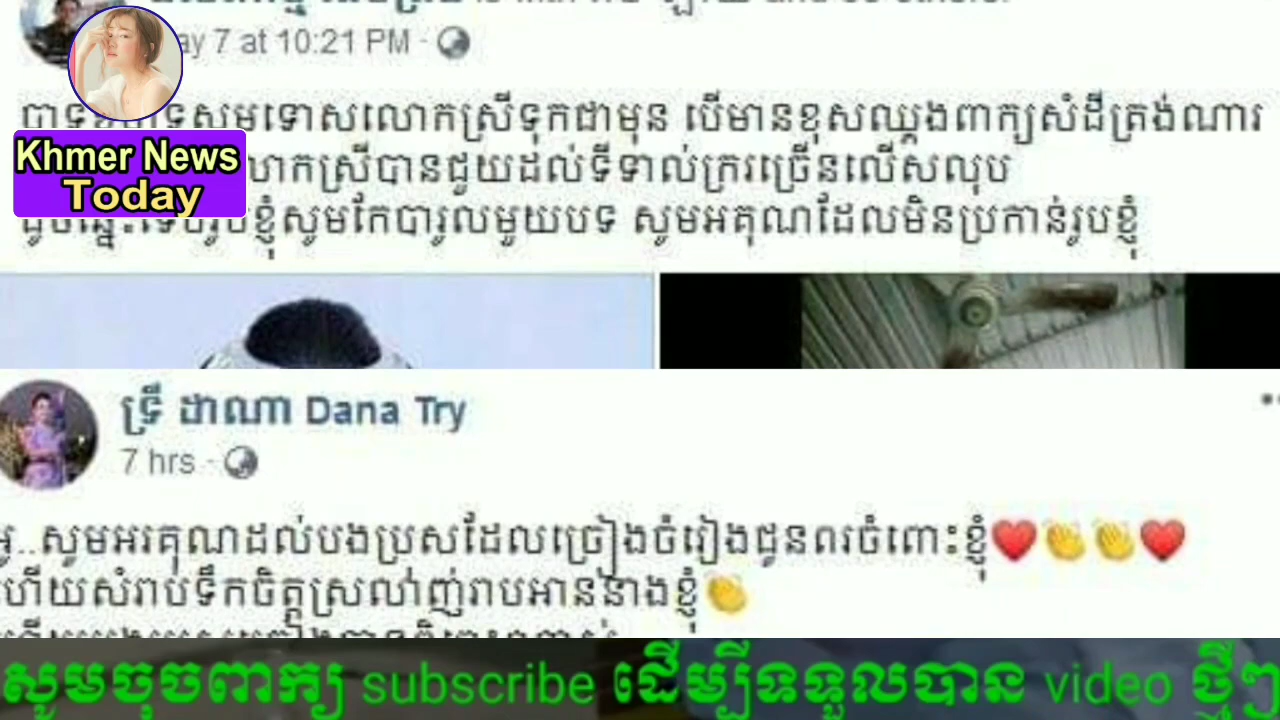 ay 7 at 10:21 PM ·
សូមទោសលោកស្រីទុកជាមុន បើមានខុសឆ្គងពាក្យសំដីត្រង់ណារ
Khmer News
Today
លោកស្រីបានជួយដល់ទីទាល់ក្ររច្រើនលើសលុប
រូបខ្ញុំសូមកែបារ្យលមួយបទ សូមអគុណដែលមិនប្រកាន់រូបខ្ញុំ
ទ្រី ដាណា Dana Try
7 hrs ·
សូមអរគុណដល់បងប្រុសដែលច្រៀងចំរៀងជូនពរចំពោះខ្ញុំ❤️👏👏❤️
ហើយសំរាប់ទឹកចិត្តស្រលាំញ់រាបអាននាងខ្ញុំ👏
សូមចុចពាក្យ subscribe ដើម្បីទទួលបាន video ថ្មីៗ